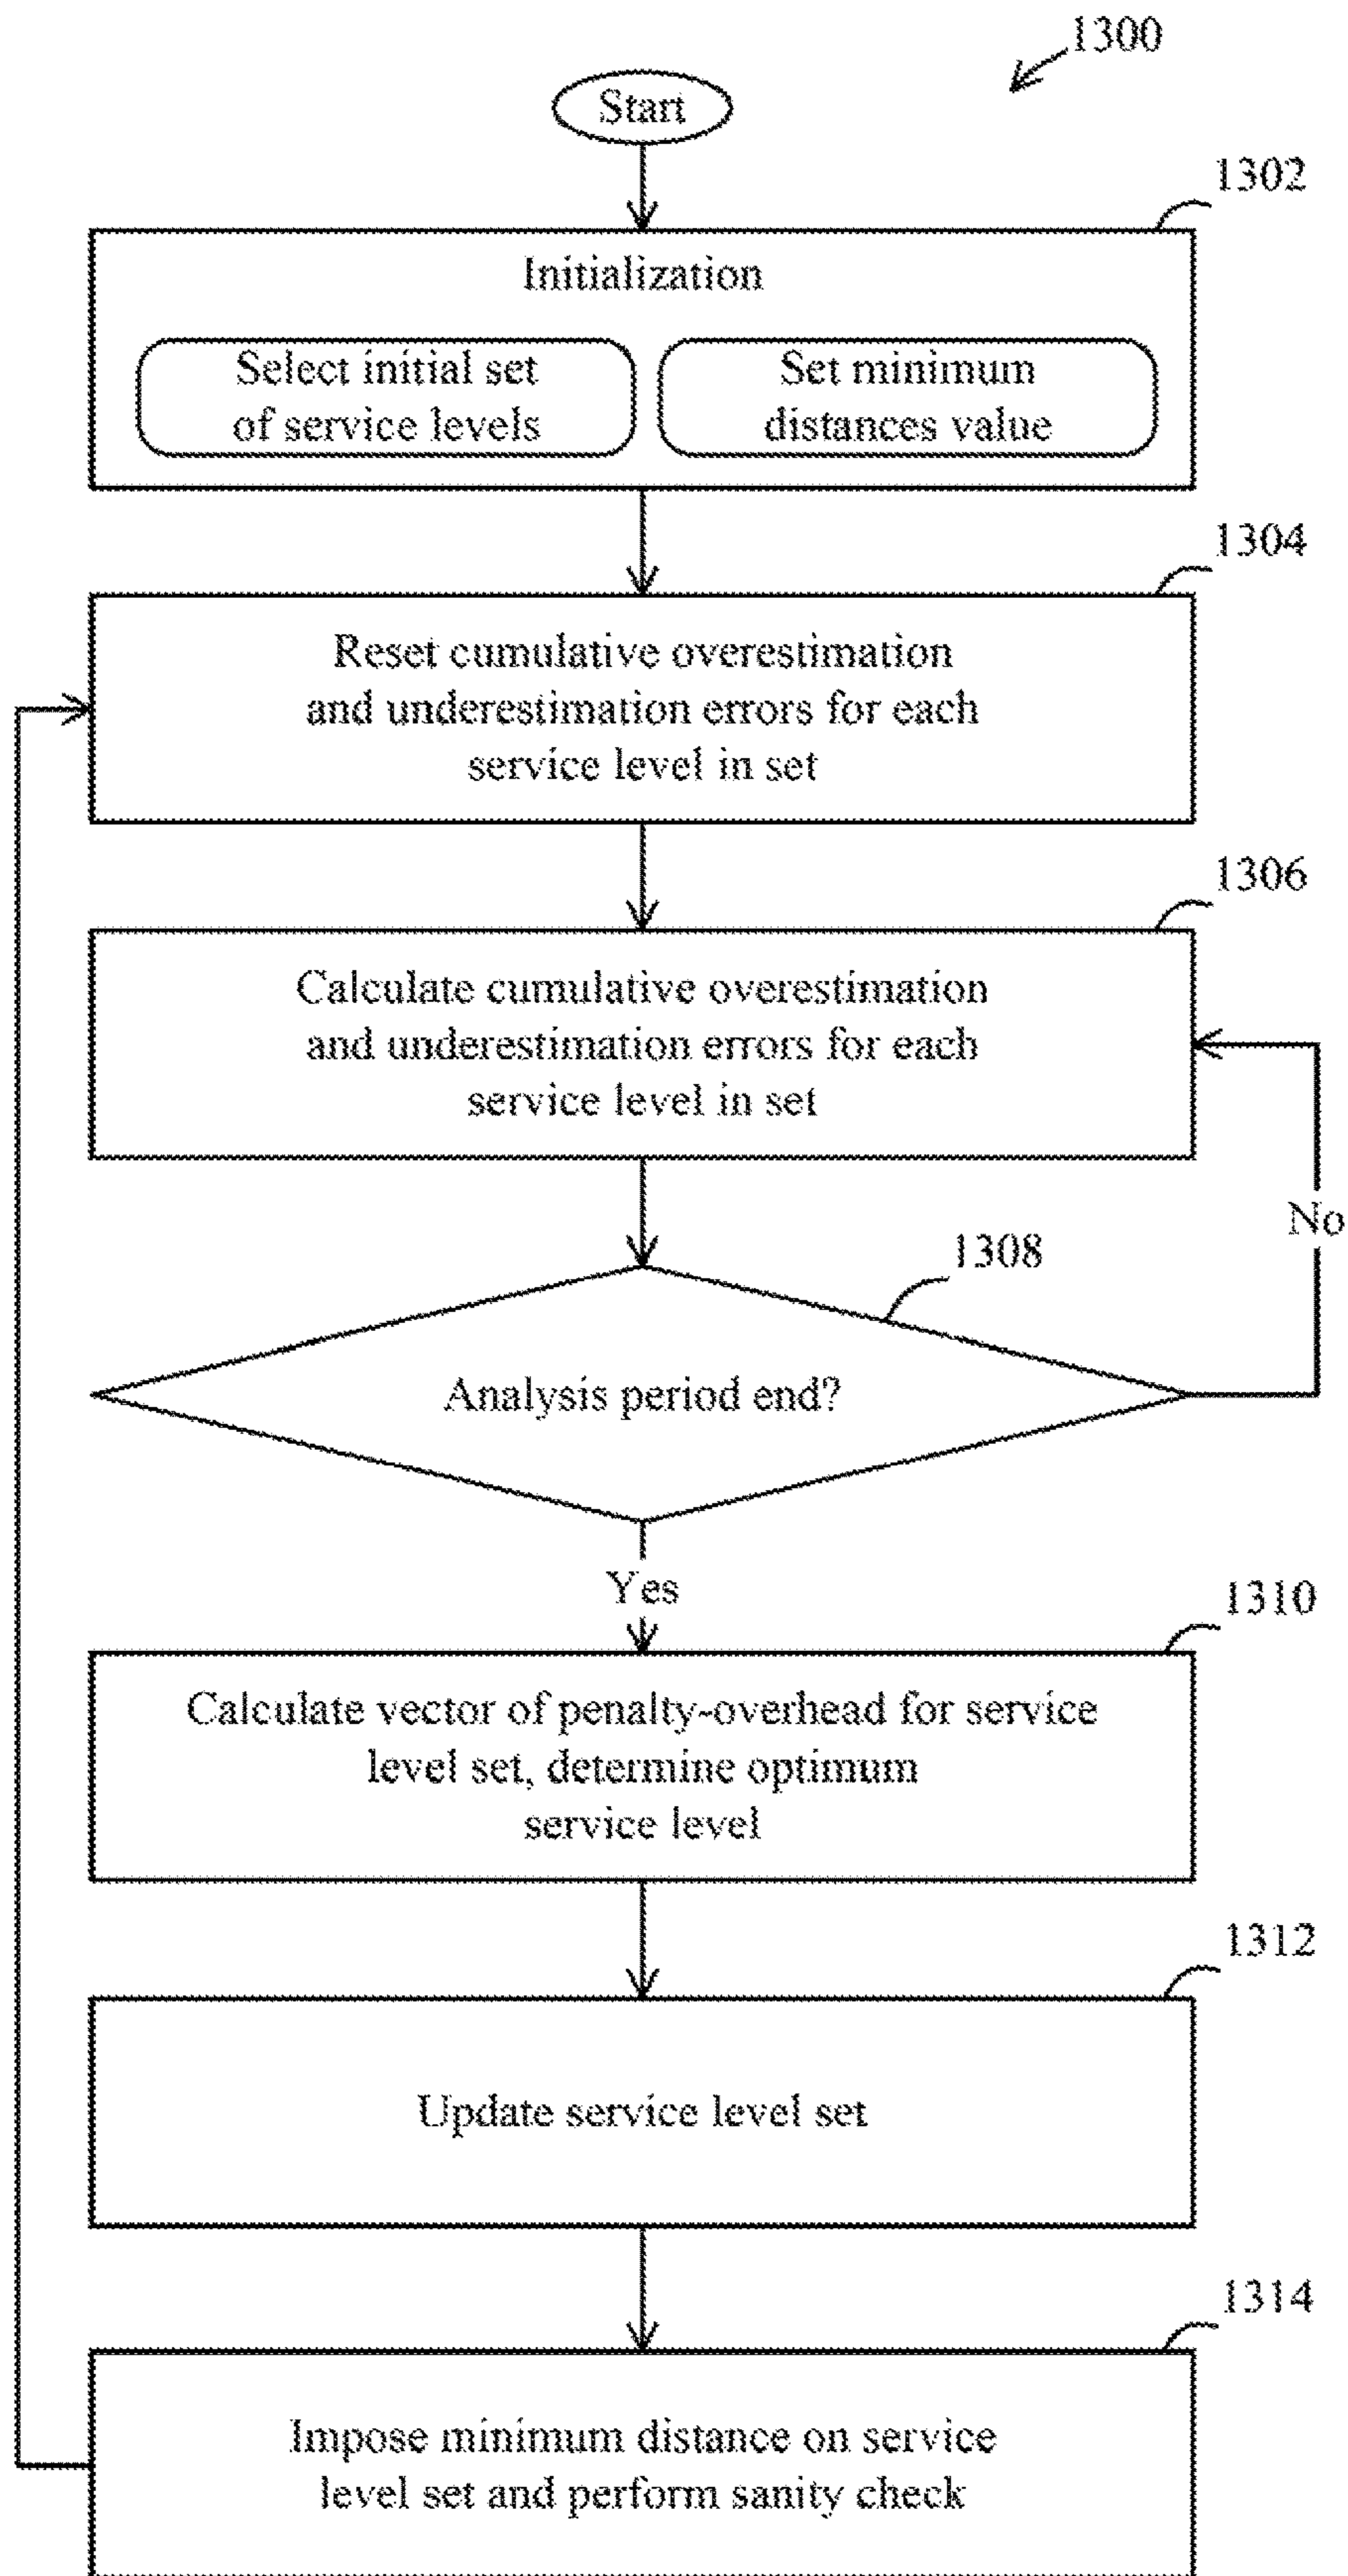 1300
Start
1302
Initialization
Select initial set
of service levels
Set minimum
distances value
1304
Reset cumulative overestimation
and underestimation errors for each
service level in set
1306
Calculate cumulative overestimation
and underestimation errors for each
service level in set
No
1308
Analysis period end?
Yes
1310
Calculate vector of penalty-overhead for service
level set, determine optimum
service level
1312
Update service level set
1314
Impose minimum distance on service
level set and perform sanity check